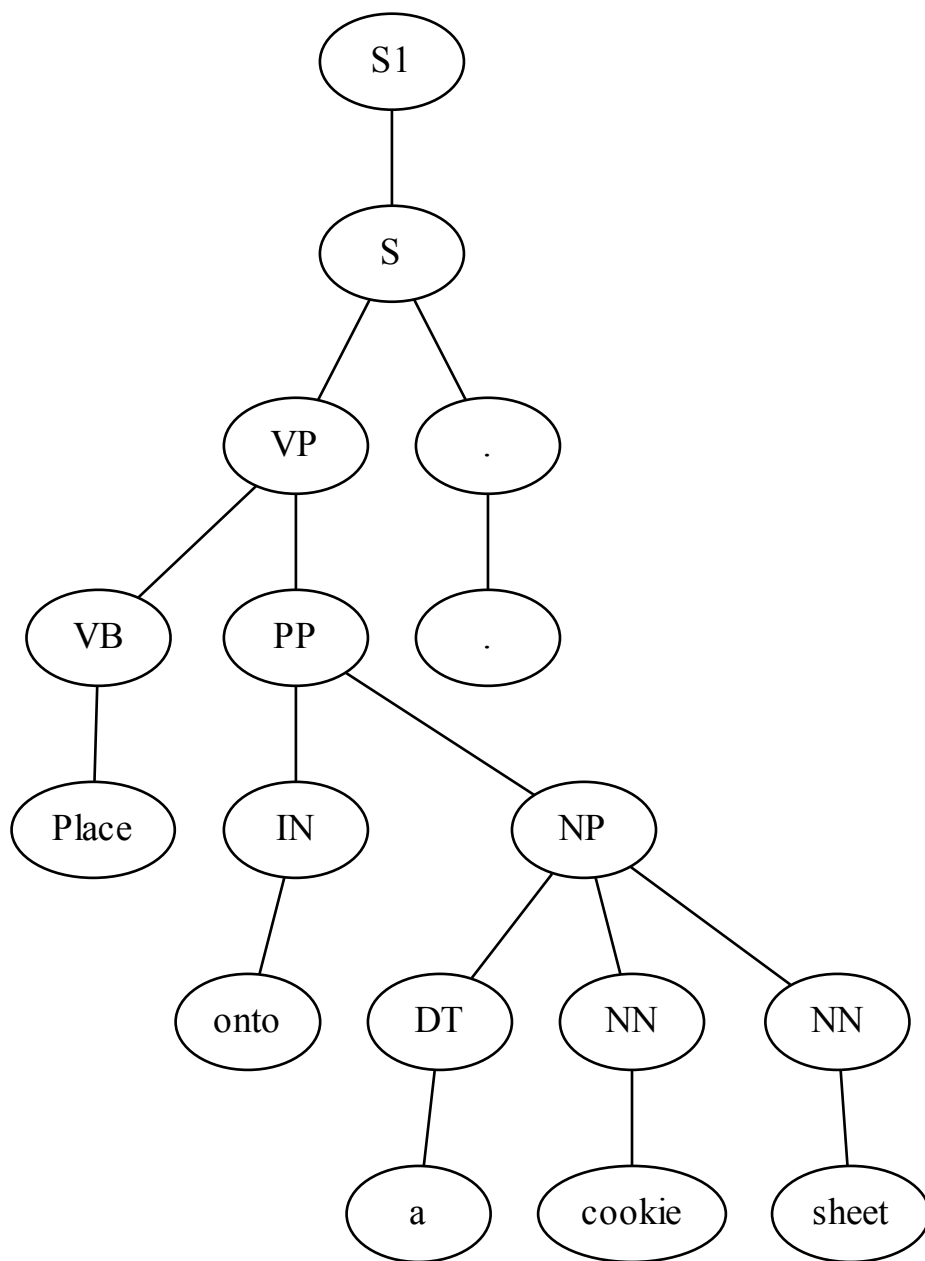 S1
S
VP .
VB PP .
Place IN NP
onto DT NN NN
a cookie sheet